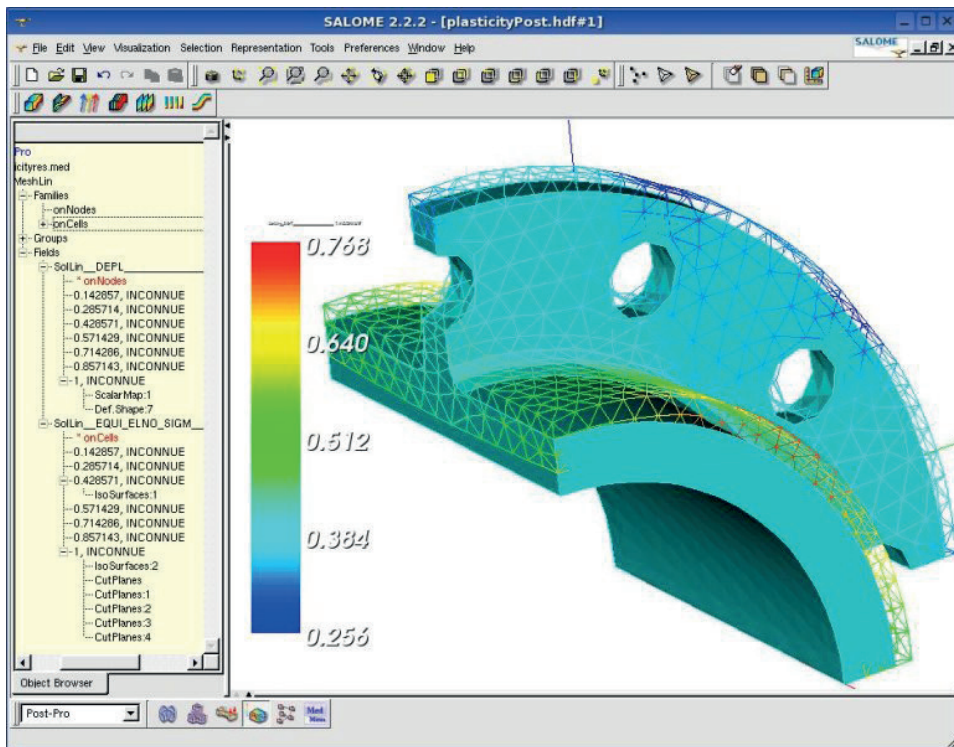 SALOME 2.2.2 - [plasticityPost.hdf#1]
File Edit View Visualization Selection Representation Tools Preferences Window Help
SALOME
Pro
icityres.med
MeshLin
Families
onNodes
onCells
Groups
Fields
SolLin__DEPL____________
* onNodes
0.142857, INCONNUE
0.285714, INCONNUE
0.428571, INCONNUE
0.571429, INCONNUE
0.714286, INCONNUE
0.857143, INCONNUE
1, INCONNUE
ScalarMap:1
Def.Shape:7
SolLin__EQUI_ELNO_SIGM__
* onCells
0.142857, INCONNUE
0.285714, INCONNUE
0.428571, INCONNUE
IsoSurfaces:1
0.571429, INCONNUE
0.714286, INCONNUE
0.857143, INCONNUE
1, INCONNUE
IsoSurfaces:2
CutPlanes
CutPlanes:1
CutPlanes:2
CutPlanes:3
CutPlanes:4
Object Browser
0.768
0.640
0.512
0.384
0.256
Post-Pro
Med